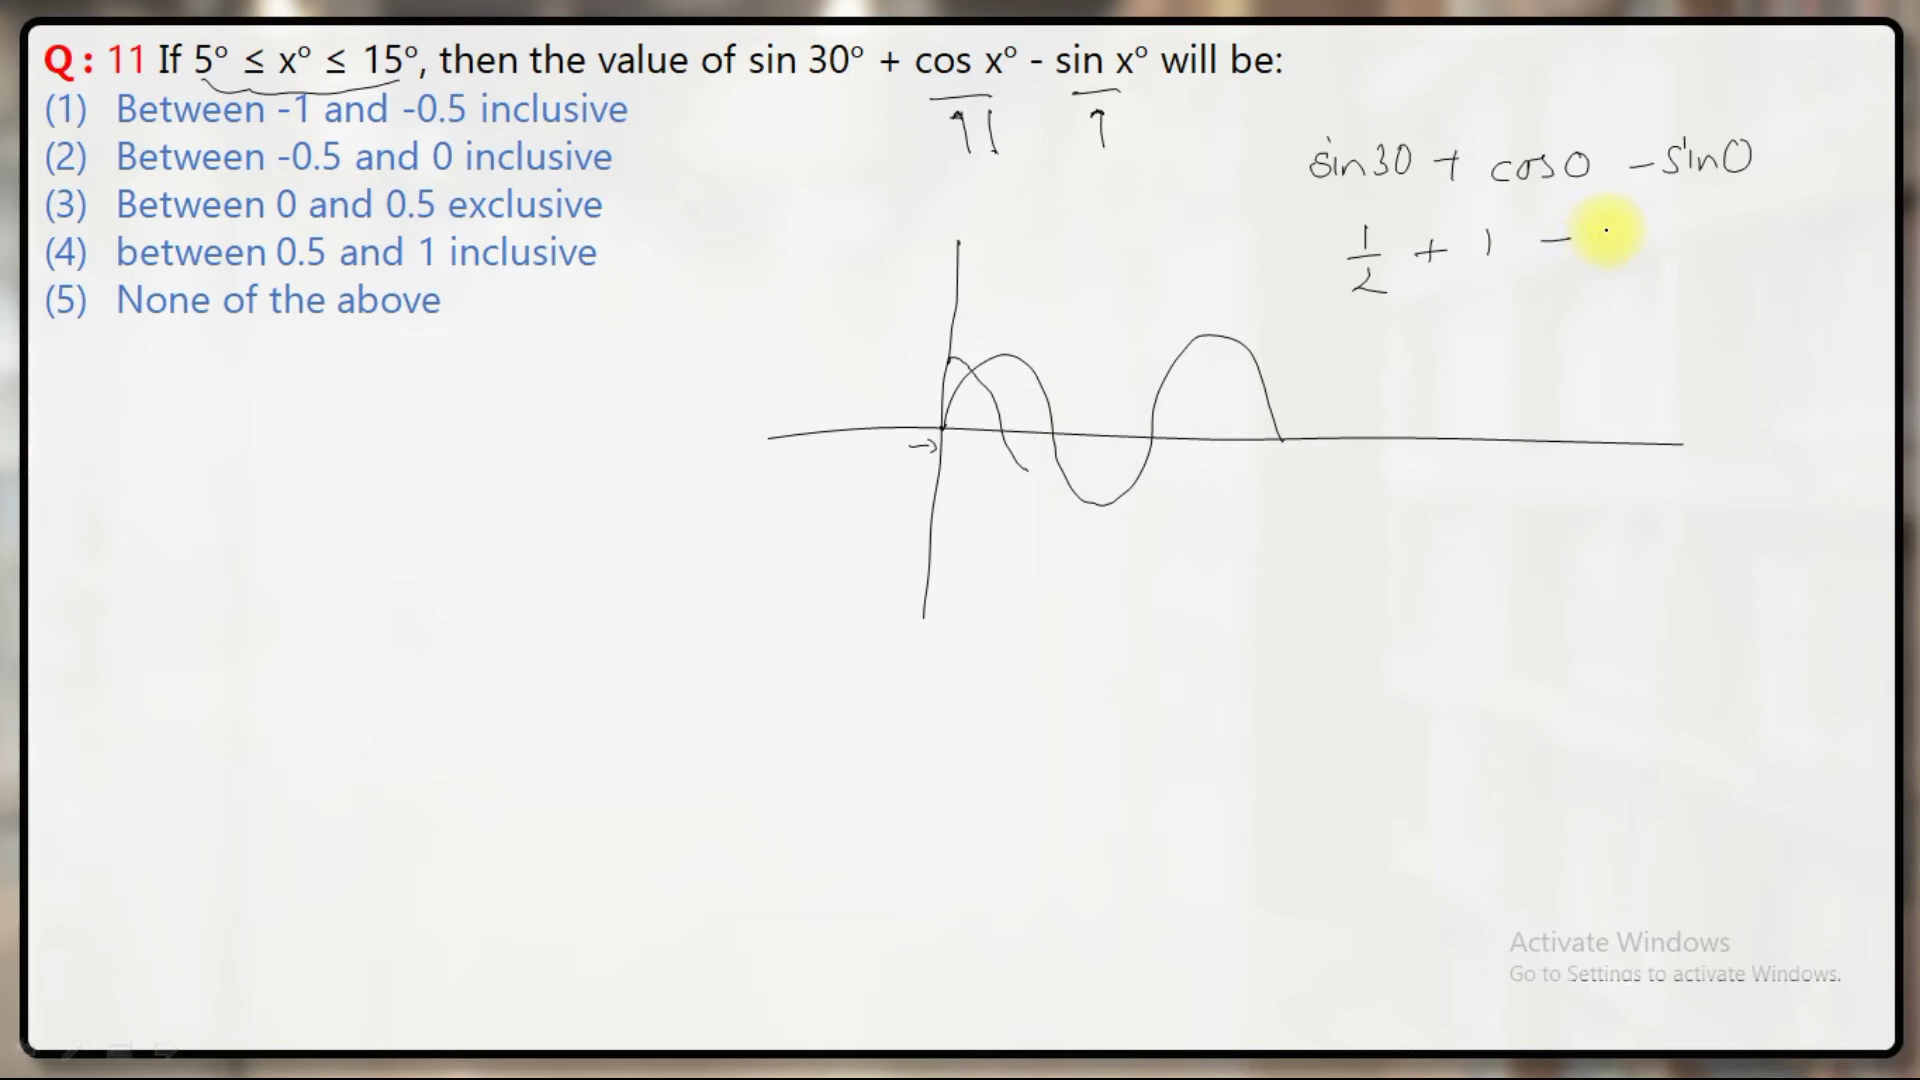 Q : 11 If 5° ≤ x° ≤ 15°, then the value of sin 30° + cos x° - sin x° will be:
(1) Between -1 and -0.5 inclusive
(2) Between -0.5 and 0 inclusive
(3) Between 0 and 0.5 exclusive
(4) between 0.5 and 1 inclusive
(5) None of the above
sin30 + cos0 - sin0
1/2 + 1 -
Activate Windows
Go to Settings to activate Windows.